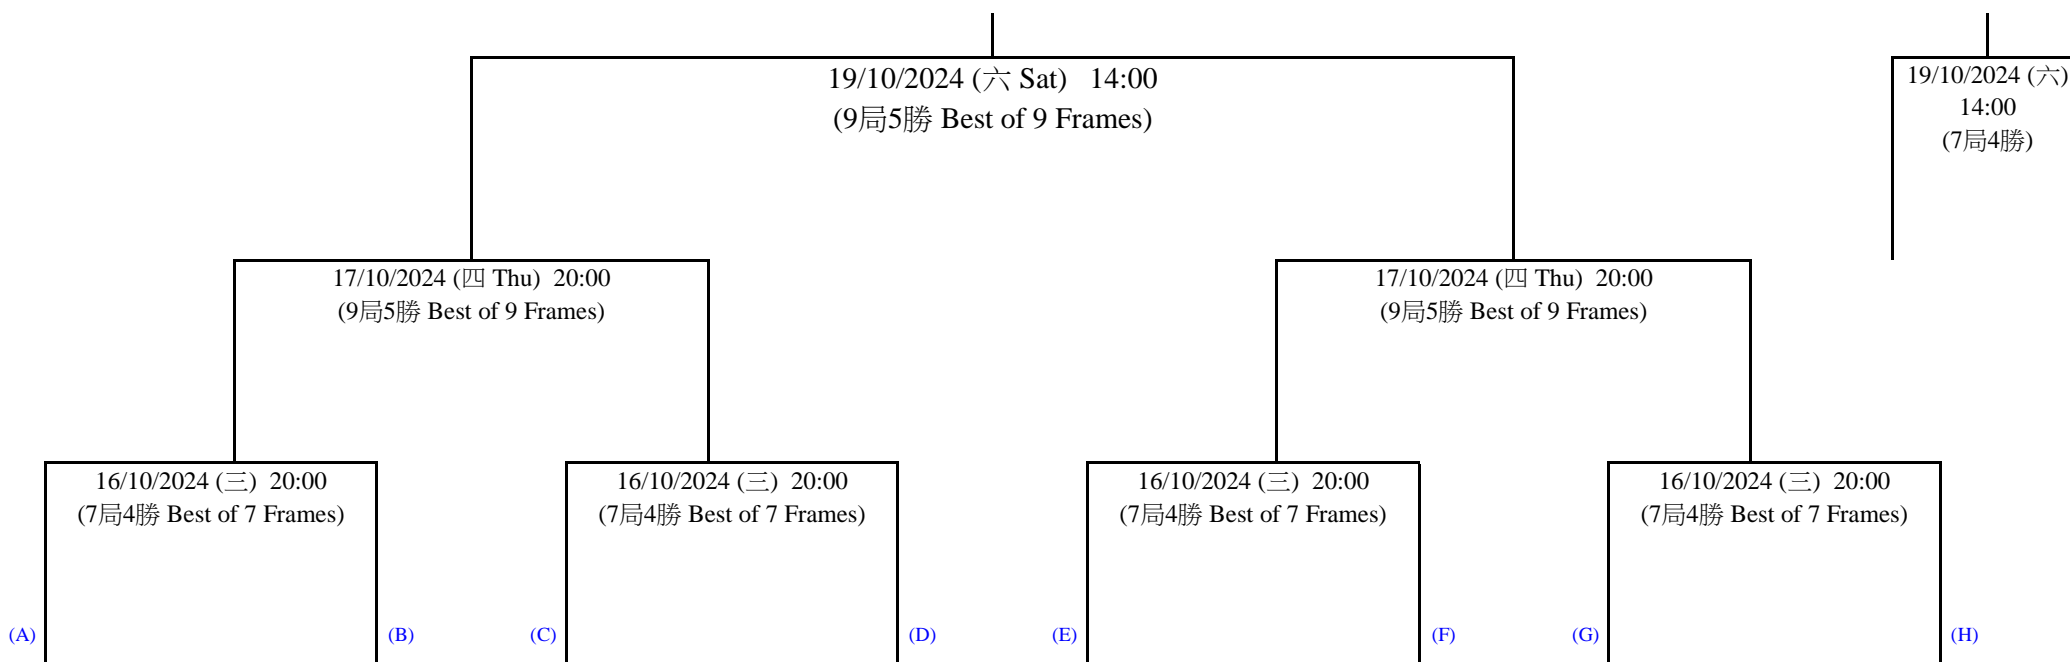 19/10/2024 (六 Sat) 14:00
(9局5勝 Best of 9 Frames)
19/10/2024 (六)
14:00
(7局4勝)
17/10/2024 (四 Thu) 20:00
(9局5勝 Best of 9 Frames)
17/10/2024 (四 Thu) 20:00
(9局5勝 Best of 9 Frames)
16/10/2024 (三) 20:00
(7局4勝 Best of 7 Frames)
16/10/2024 (三) 20:00
(7局4勝 Best of 7 Frames)
16/10/2024 (三) 20:00
(7局4勝 Best of 7 Frames)
16/10/2024 (三) 20:00
(7局4勝 Best of 7 Frames)
(A)
(B)
(C)
(D)
(E)
(F)
(G)
(H)